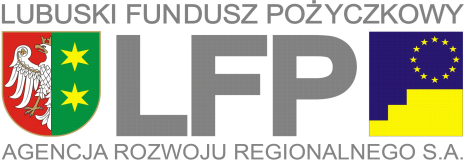 LUBUSKI FUNDUSZ POŻYCZKOWY
LFP
AGENCJA ROZWOJU REGIONALNEGO S.A.